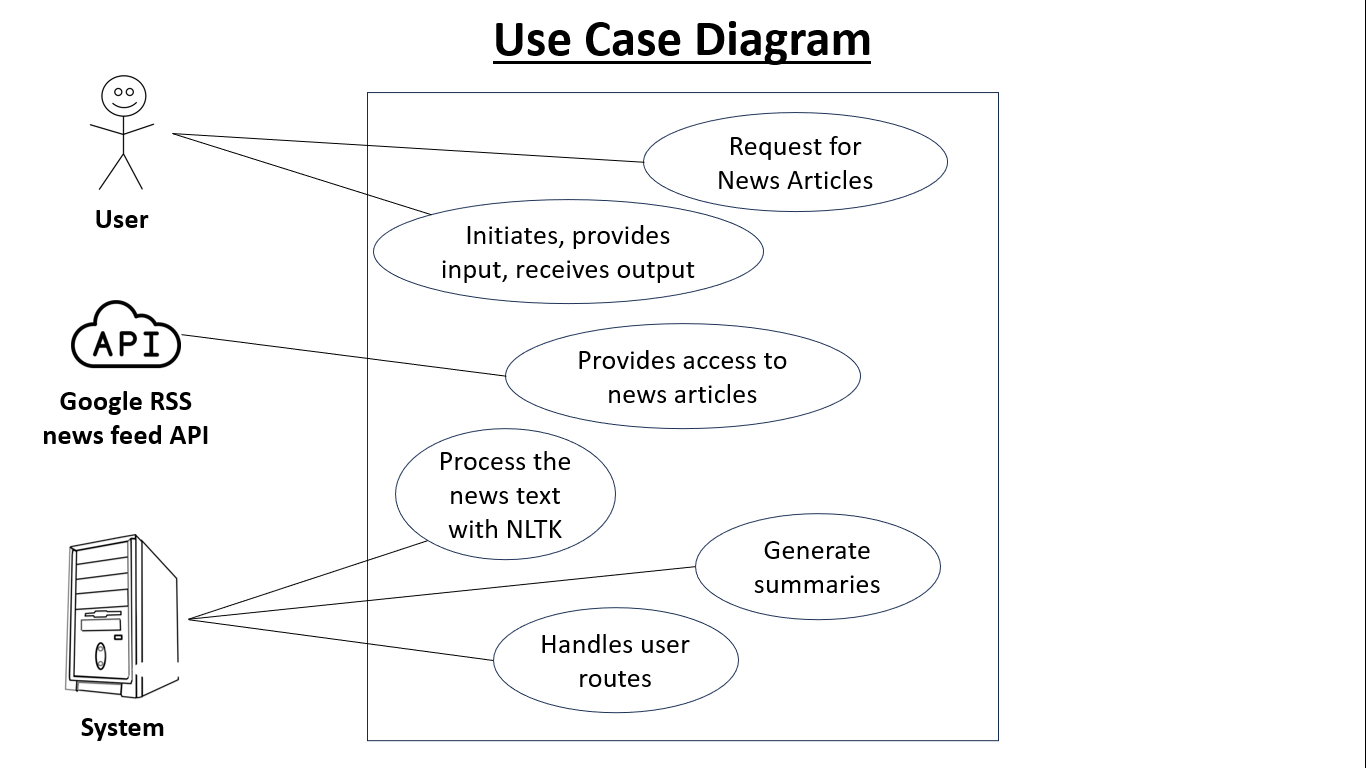 Use Case Diagram
Request for
News Articles
User
Initiates, provides
input, receives output
API
Provides access to
news articles
Google RSS
news feed API
Process the
news text
with NLTK
Generate
summaries
Handles user
routes
System